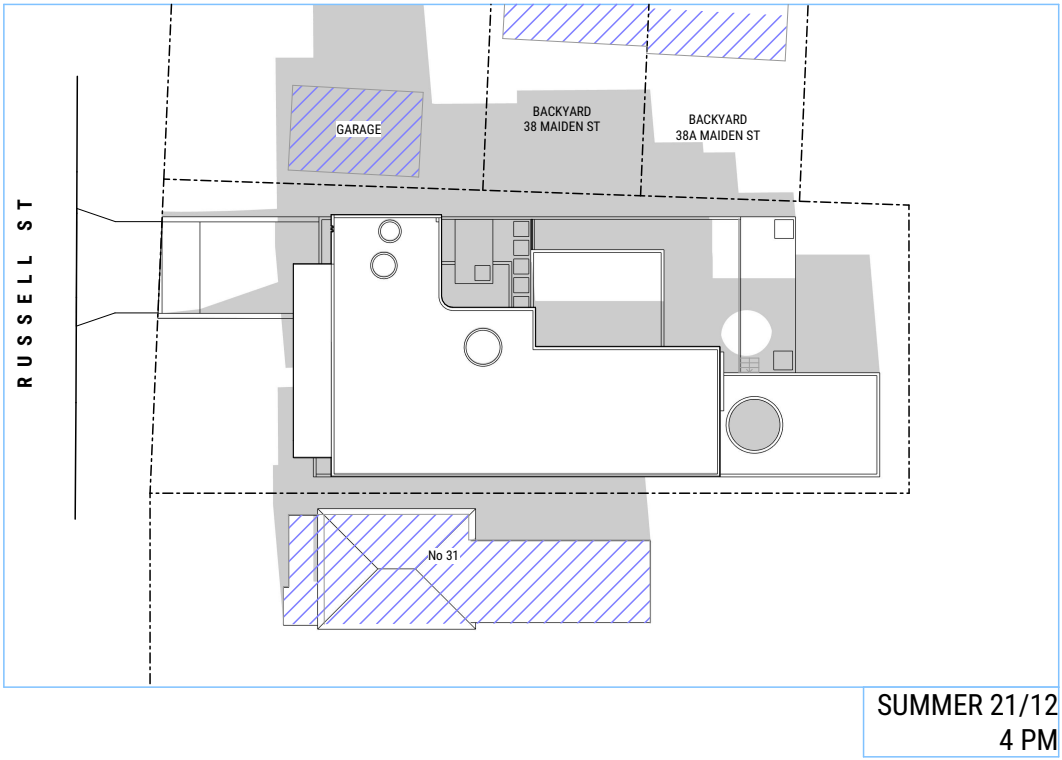 GARAGE
BACKYARD
38 MAIDEN ST
BACKYARD
38A MAIDEN ST
RUSSELL ST
No 31
SUMMER 21/12
4 PM